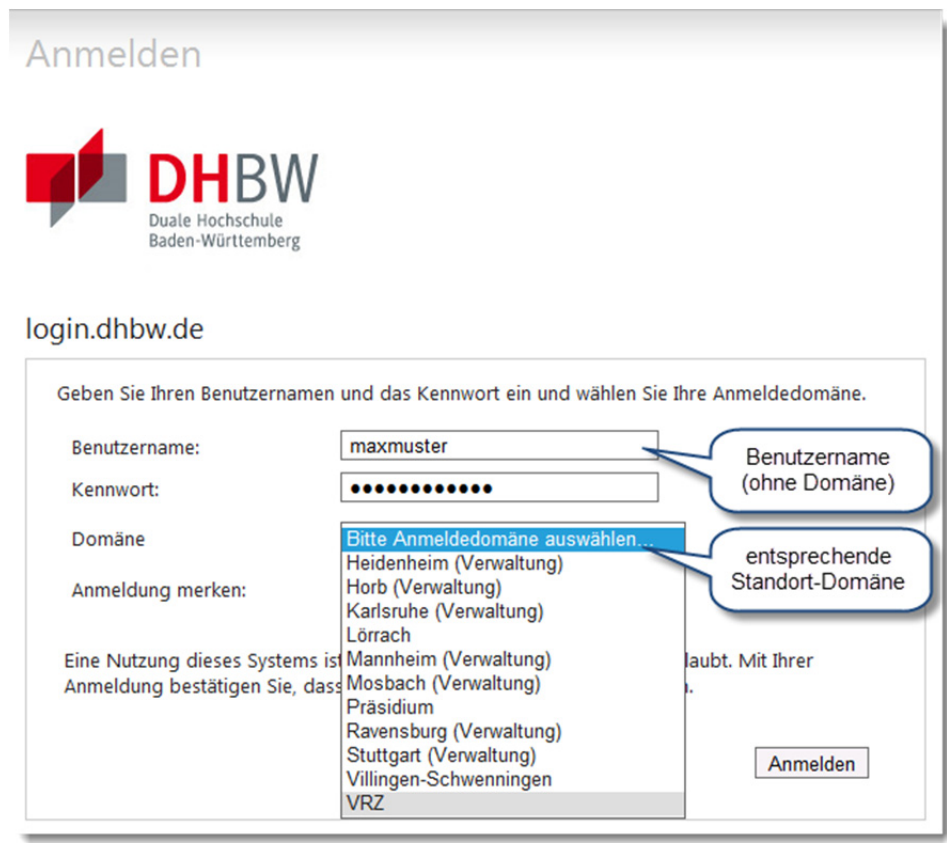 Anmelden
DHBW
Duale Hochschule
Baden-Württemberg
login.dhbw.de
Geben Sie Ihren Benutzernamen und das Kennwort ein und wählen Sie Ihre Anmeldedomäne.
Benutzername:
maxmuster
Benutzername
(ohne Domäne)
Kennwort:
●●●●●●●●●●●●
Domäne
Bitte Anmeldedomäne auswählen...
entsprechende
Standort-Domäne
Heidenheim (Verwaltung)
Horb (Verwaltung)
Anmeldung merken:
Karlsruhe (Verwaltung)
Lörrach
Mannheim (Verwaltung)
Mosbach (Verwaltung)
Präsidium
Ravensburg (Verwaltung)
Stuttgart (Verwaltung)
Villingen-Schwenningen
VRZ
Eine Nutzung dieses Systems ist laubt. Mit Ihrer
Anmeldung bestätigen Sie, dass
Anmelden